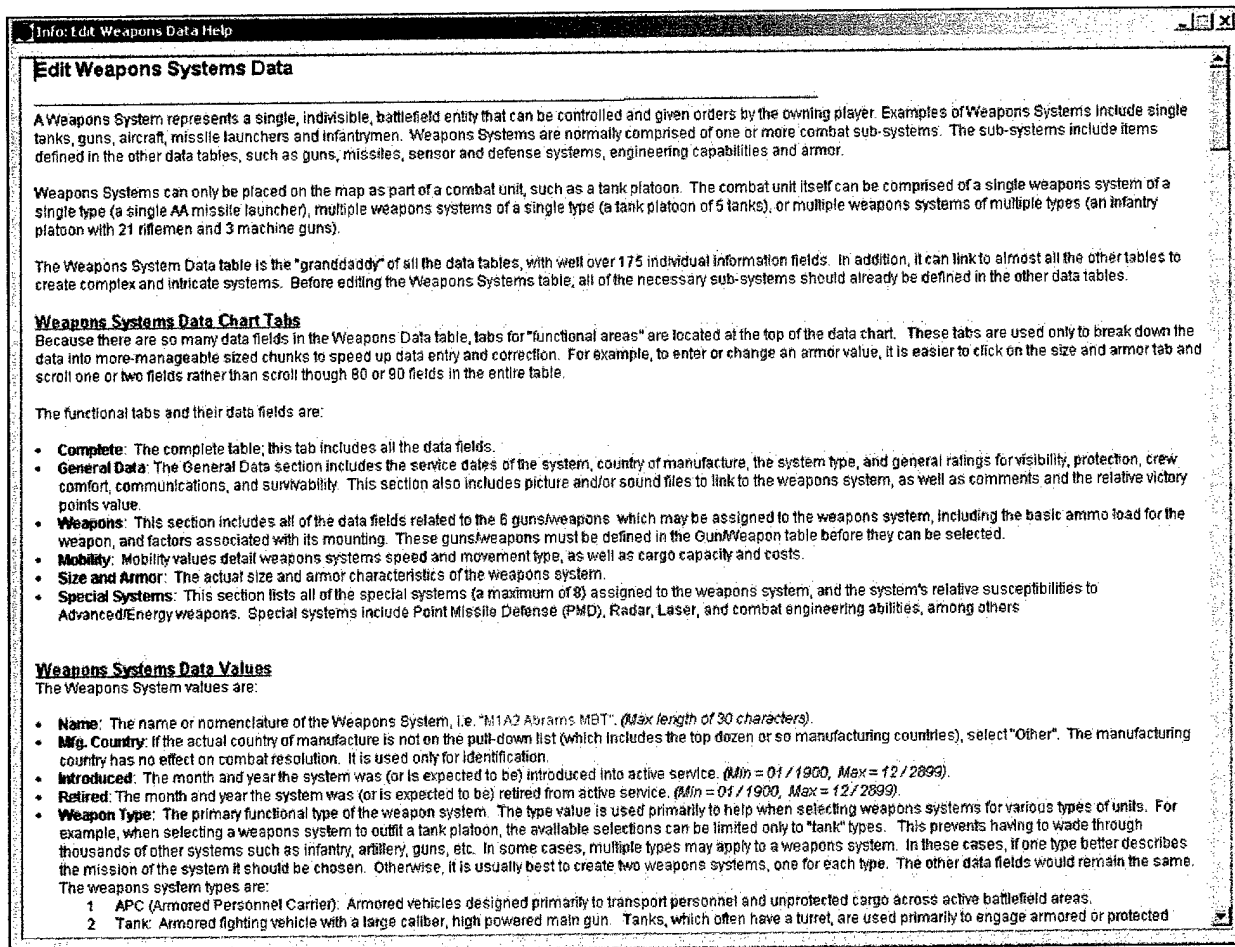 Info: Edit Weapons Data Help
Edit Weapons Systems Data
A Weapons System represents a single, indivisible, battlefield entity that can be controlled and given orders by the owning player. Examples of Weapons Systems include single
tanks, guns, aircraft, missile launchers and infantrymen. Weapons Systems are normally comprised of one or more combat sub-systems. The sub-systems include items
defined in the other data tables, such as guns, missiles, sensor and defense systems, engineering capabilities and armor.
Weapons Systems can only be placed on the map as part of a combat unit, such as a tank platoon. The combat unit itself can be comprised of a single weapons system of a
single type (a single AA missile launcher), multiple weapons systems of a single type (a tank platoon of 5 tanks), or multiple weapons systems of multiple types (an infantry
platoon with 21 riflemen and 3 machine guns).
The Weapons System Data table is the "granddaddy" of all the data tables, with well over 175 individual information fields. In addition, it can link to almost all the other tables to
create complex and intricate systems. Before editing the Weapons Systems table, all of the necessary sub-systems should already be defined in the other data tables.
Weapons Systems Data Chart Tabs
Because there are so many data fields in the Weapons Data table, tabs for "functional areas" are located at the top of the data chart. These tabs are used only to break down the
data into more-manageable sized chunks to speed up data entry and correction. For example, to enter or change an armor value, it is easier to click on the size and armor tab and
scroll one or two fields rather than scroll though 80 or 90 fields in the entire table.
The functional tabs and their data fields are:
• Complete: The complete table; this tab includes all the data fields.
• General Data: The General Data section includes the service dates of the system, country of manufacture, the system type, and general ratings for visibility, protection, crew
comfort, communications, and survivability. This section also includes picture and/or sound files to link to the weapons system, as well as comments and the relative victory
points value.
• Weapons: This section includes all of the data fields related to the 6 guns/weapons which may be assigned to the weapons system, including the basic ammo load for the
weapon, and factors associated with its mounting. These guns/weapons must be defined in the Gun/Weapon table before they can be selected.
• Mobility: Mobility values detail weapons systems speed and movement type, as well as cargo capacity and costs.
• Size and Armor: The actual size and armor characteristics of the weapons system.
• Special Systems: This section lists all of the special systems (a maximum of 8) assigned to the weapons system, and the system's relative susceptibilities to
Advanced/Energy weapons. Special systems include Point Missile Defense (PMD), Radar, Laser, and combat engineering abilities, among others
Weapons Systems Data Values
The Weapons System values are:
• Name: The name or nomenclature of the Weapons System, i.e. "M1A2 Abrams MBT". (Max length of 30 characters).
• Mfg. Country: If the actual country of manufacture is not on the pull-down list (which includes the top dozen or so manufacturing countries), select "Other". The manufacturing
country has no effect on combat resolution. It is used only for identification.
• Introduced: The month and year the system was (or is expected to be) introduced into active service. (Min = 01 / 1900, Max = 12 / 2899).
• Retired: The month and year the system was (or is expected to be) retired from active service. (Min = 01 / 1900, Max = 12 / 2899).
• Weapon Type: The primary functional type of the weapon system. The type value is used primarily to help when selecting weapons systems for various types of units. For
example, when selecting a weapons system to outfit a tank platoon, the available selections can be limited only to "tank" types. This prevents having to wade through
thousands of other systems such as infantry, artillery, guns, etc. In some cases, multiple types may apply to a weapons system. In these cases, if one type better describes
the mission of the system it should be chosen. Otherwise, it is usually best to create two weapons systems, one for each type. The other data fields would remain the same.
The weapons system types are:
1 APC (Armored Personnel Carrier): Armored vehicles designed primarily to transport personnel and unprotected cargo across active battlefield areas.
2 Tank: Armored fighting vehicle with a large caliber, high powered main gun. Tanks, which often have a turret, are used primarily to engage armored or protected